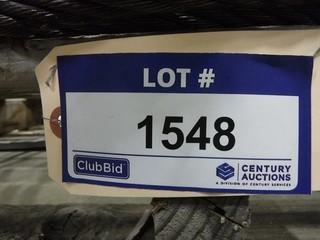 LOT #
1548
ClubBid
CENTURY
AUCTIONS
A DIVISION OF CENTURY SERVICES